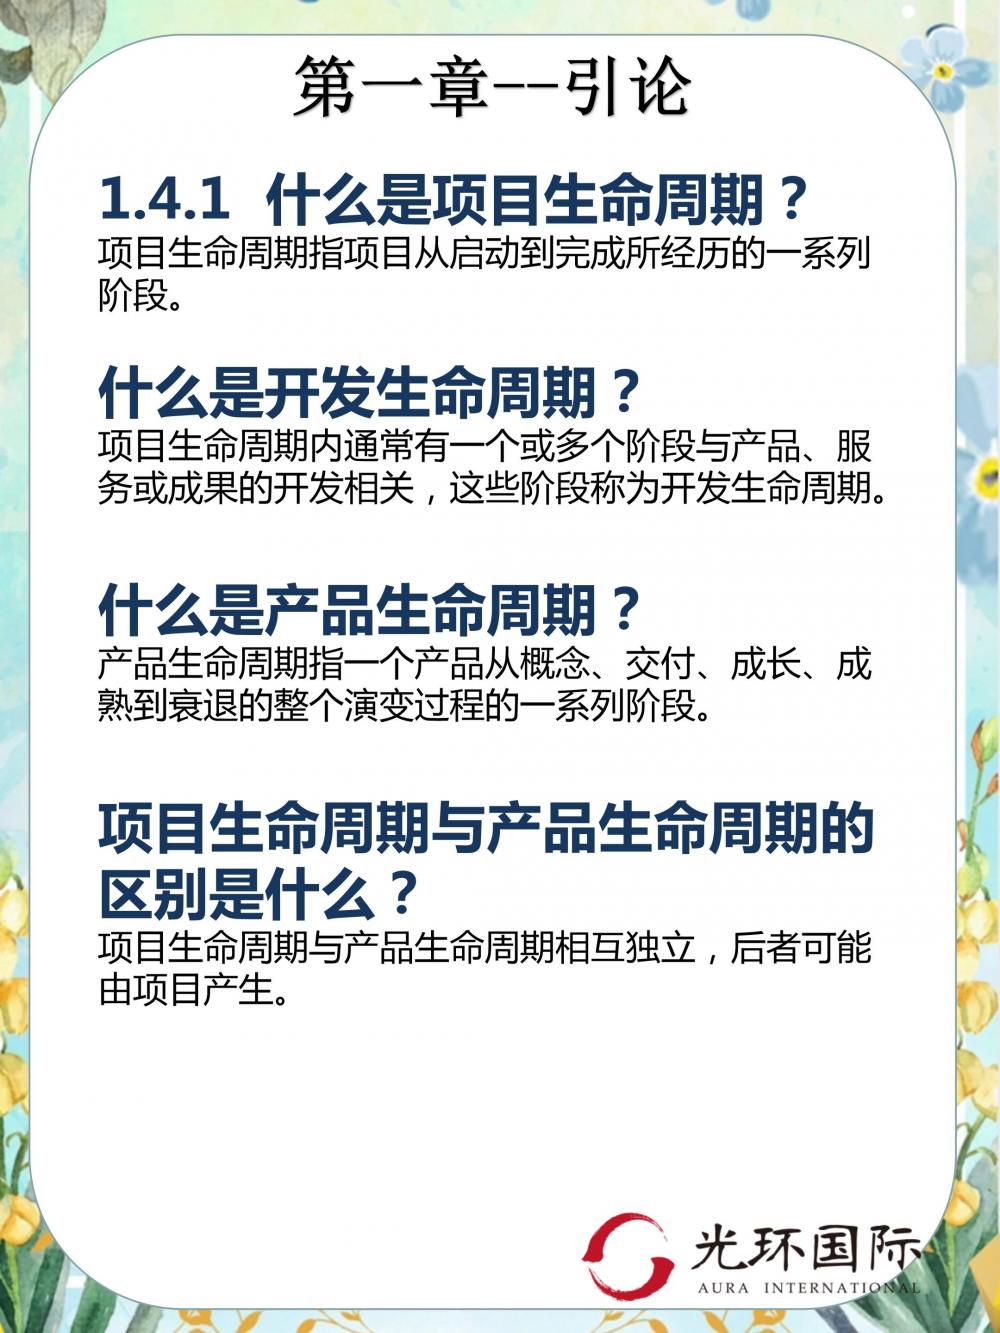 第一章--引论
1.4.1 什么是项目生命周期？
项目生命周期指项目从启动到完成所经历的一系列
阶段。
什么是开发生命周期？
项目生命周期内通常有一个或多个阶段与产品、服
务或成果的开发相关，这些阶段称为开发生命周期。
什么是产品生命周期？
产品生命周期指一个产品从概念、交付、成长、成
熟到衰退的整个演变过程的一系列阶段。
项目生命周期与产品生命周期的
区别是什么？
项目生命周期与产品生命周期相互独立，后者可能
由项目产生。
光环国际
AURA INTERNATIONAL